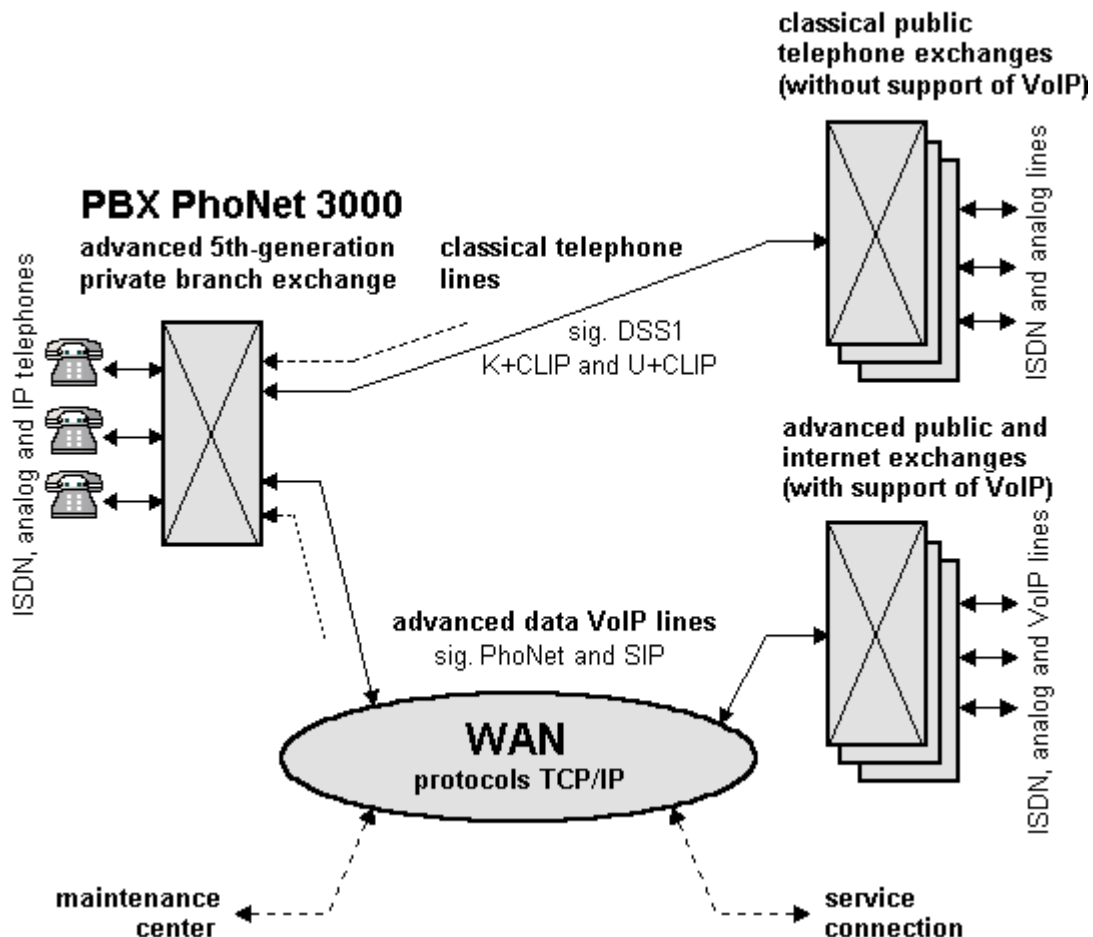 classical public
telephone exchanges
(without support of VoIP)
ISDN and analog lines
PBX PhoNet 3000
advanced 5th-generation
private branch exchange
classical telephone
lines
sig. DSS1
K+CLIP and U+CLIP
ISDN, analog and IP telephones
advanced public and
internet exchanges
(with support of VoIP)
ISDN, analog and VoIP lines
advanced data VoIP lines
sig. PhoNet and SIP
WAN
protocols TCP/IP
maintenance
center
service
connection